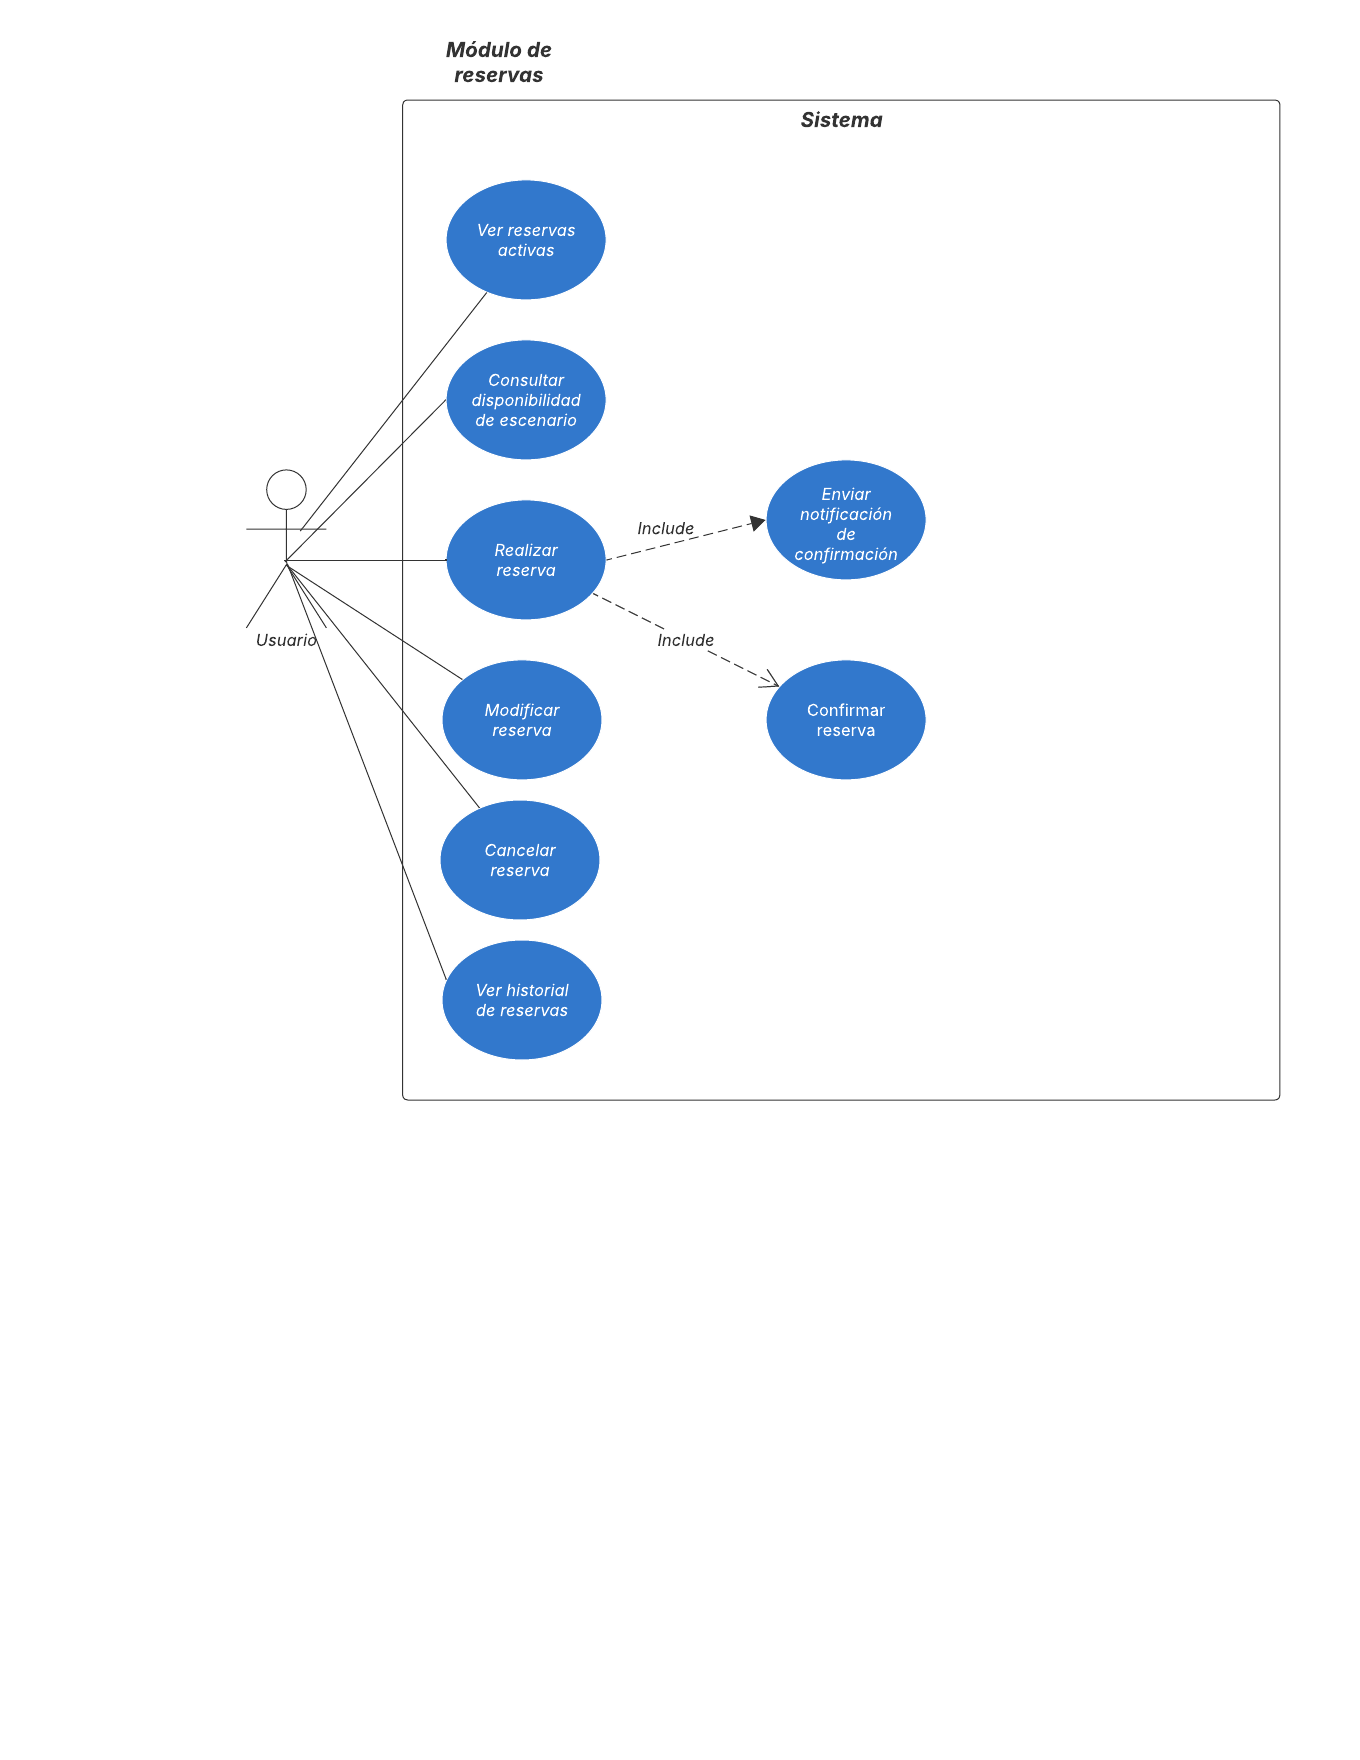 Módulo de
reservas
Sistema
Ver reservas
activas
Consultar
disponibilidad
de escenario
Realizar
reserva
Include
Enviar
notificación
de
confirmación
Usuario
Include
Modificar
reserva
Confirmar
reserva
Cancelar
reserva
Ver historial
de reservas